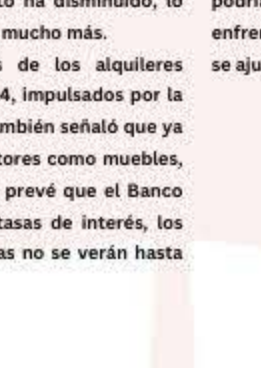 to ha disminuido, lo
mucho más.
s de los alquileres
4, impulsados por la
mbién señaló que ya
tores como muebles,
prevé que el Banco
tasas de interés, los
as no se verán hasta
podría
enfren
se aju